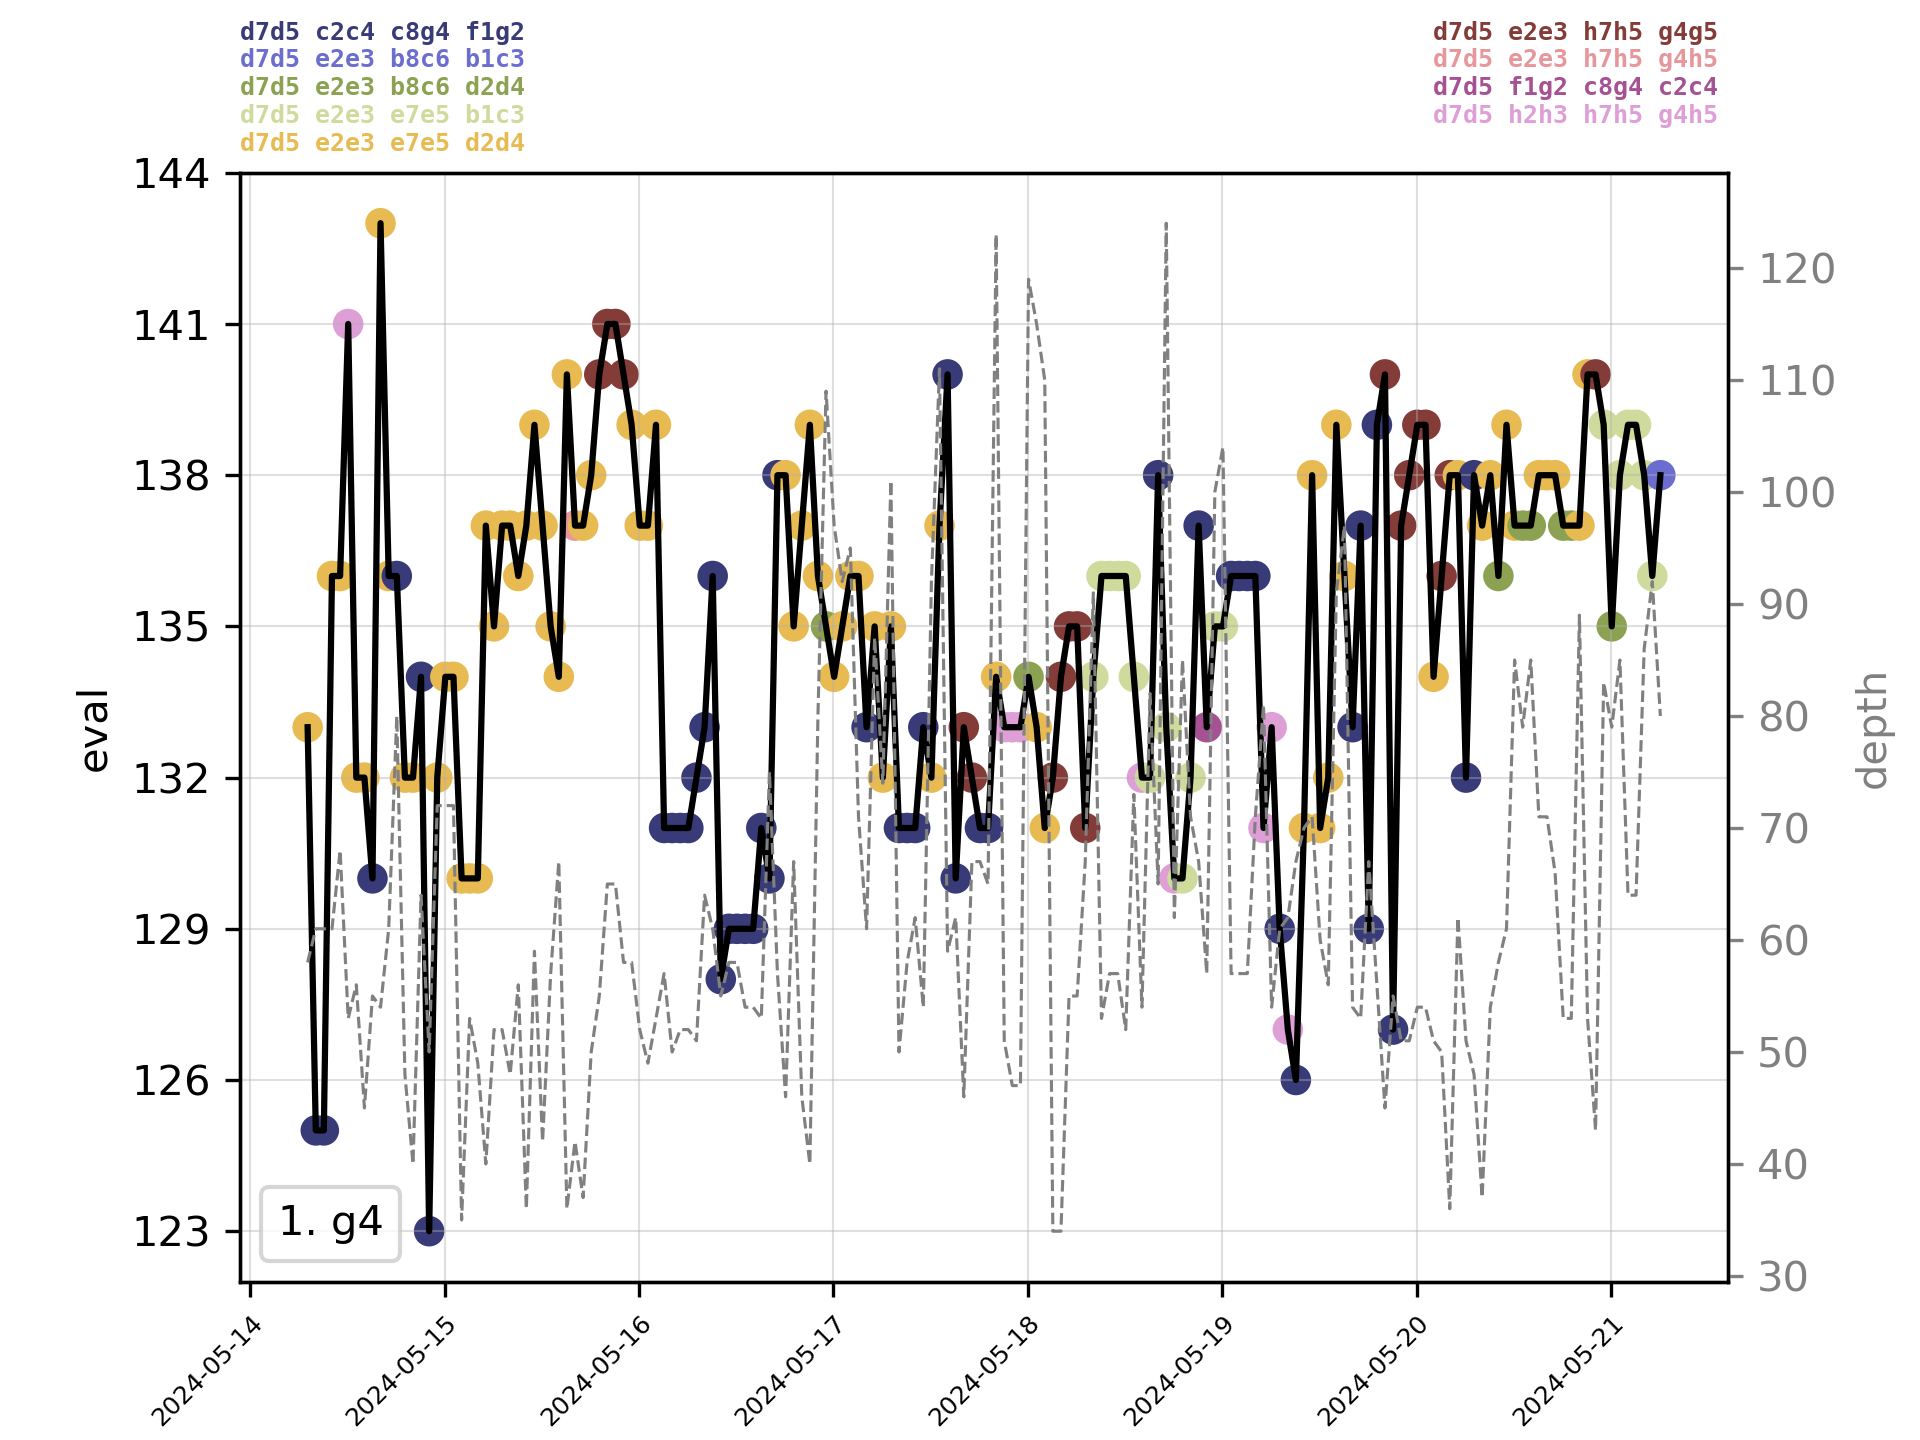 d7d5 c2c4 c8g4 f1g2
d7d5 e2e3 b8c6 b1c3
d7d5 e2e3 b8c6 d2d4
d7d5 e2e3 e7e5 b1c3
d7d5 e2e3 e7e5 d2d4
d7d5 e2e3 h7h5 g4g5
d7d5 e2e3 h7h5 g4h5
d7d5 f1g2 c8g4 c2c4
d7d5 h2h3 h7h5 g4h5
144
141
138
135
132
129
126
123
eval
120
110
100
90
80
70
60
50
40
30
depth
1. g4
2024-05-14
2024-05-15
2024-05-16
2024-05-17
2024-05-18
2024-05-19
2024-05-20
2024-05-21